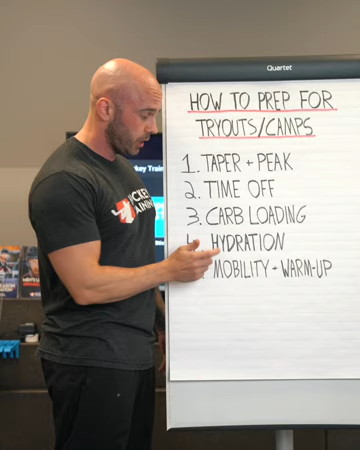 Quartet
HOW TO PREP FOR
TRYOUTS/CAMPS
1. TAPER + PEAK
2. TIME OFF
3. CARB LOADING
4. HYDRATION
MOBILITY + WARM-UP